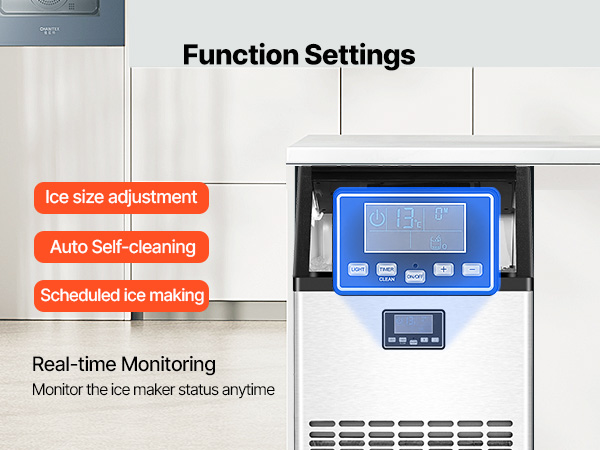 Function Settings
Ice size adjustment
Auto Self-cleaning
Scheduled ice making
Real-time Monitoring
Monitor the ice maker status anytime
13°c
0
LIGHT
TIMER
CLEAN
ON/OFF
+
−